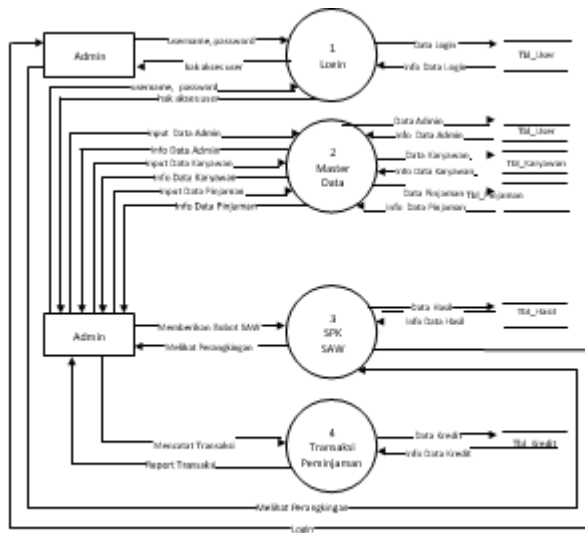 Admin
username, password
hak akses user
1
Login
Data Login
Info Data Login
Tbl_User
username, password
hak akses user
Input Data Admin
Info Data Admin
Input Data Karyawan
Info Data Karyawan
Input Data Pinjaman
Info Data Pinjaman
2
Master
Data
Data Admin
Info Data Admin
Tbl_User
Data Karyawan
Info Data Karyawan
Tbl_Karyawan
Data Pinjaman
Info Data Pinjaman
Tbl_Pinjaman
Admin
Memberikan Bobot SAW
Melihat Perangkingan
3
SPK
SAW
Data Hasil
Info Data Hasil
Tbl_Hasil
Mencatat Transaksi
Report Transaksi
4
Transaksi
Peminjaman
Data Kredit
Info Data Kredit
Tbl_Kredit
Melihat Perangkingan
Login